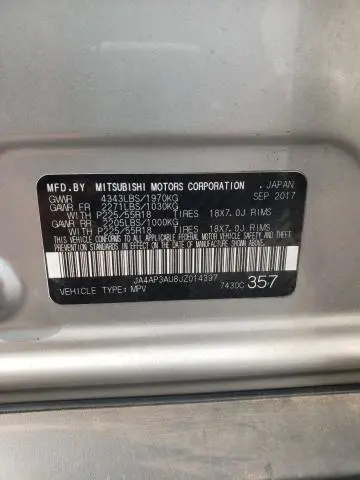 MFD.BY MITSUBISHI MOTORS CORPORATION . JAPAN
GVWR 4343LBS/1970KG SEP 2017
GAWR FR 2271LBS/1030KG
WITH P225/55R18 TIRES 18X7.0J RIMS
GAWR RR 2205LBS/1000KG
WITH P225/55R18 TIRES 18X7.0J RIMS
THIS VEHICLE CONFORMS TO ALL APPLICABLE FEDERAL MOTOR VEHICLE SAFETY, BUMPER, AND THEFT PREVENTION STANDARDS IN EFFECT ON THE DATE OF MANUFACTURE SHOWN ABOVE.
JA4AP3AU8JZ014397
VEHICLE TYPE: MPV 7430C 357